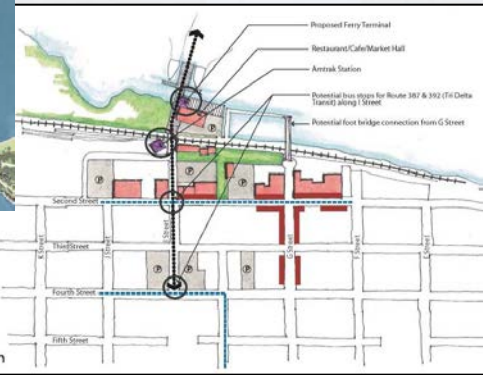 Proposed Ferry Terminal
Restaurant/Cafe/Market Hall
Amtrak Station
Potential bus stops for Route 387 & 392 (Tri Delta
Transit) along I Street
Potential foot bridge connection from G Street
P
P
P
Second Street
K Street
J Street
I Street
G Street
F Street
E Street
Third Street
P
P
P
Fourth Street
Fifth Street
n